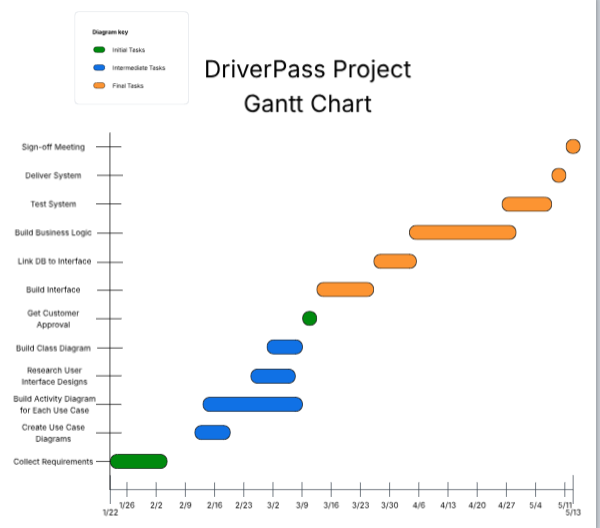 Diagram key
Initial Tasks
Intermediate Tasks
Final Tasks
DriverPass Project
Gantt Chart
Sign-off Meeting
Deliver System
Test System
Build Business Logic
Link DB to Interface
Build Interface
Get Customer
Approval
Build Class Diagram
Research User
Interface Designs
Build Activity Diagram
for Each Use Case
Create Use Case
Diagrams
Collect Requirements
1/22 1/26 2/2 2/9 2/16 2/23 3/2 3/9 3/16 3/23 3/30 4/6 4/13 4/20 4/27 5/4 5/11 5/13